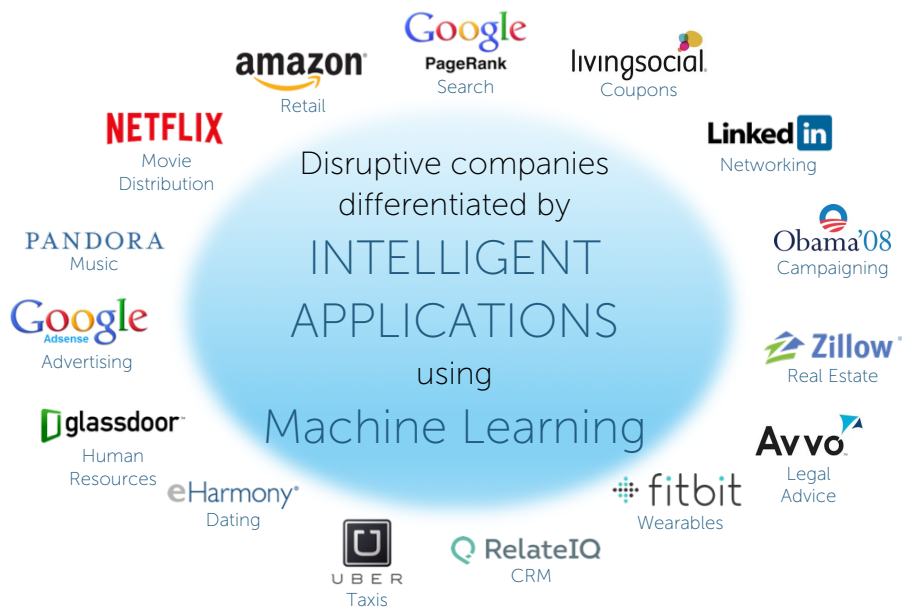 Google
PageRank
Search
amazon
Retail
livingsocial.
Coupons
NETFLIX
Movie
Distribution
Linked in
Networking
Disruptive companies
differentiated by
INTELLIGENT
APPLICATIONS
using
Machine Learning
PANDORA
Music
Obama'08
Campaigning
Google
Adsense
Advertising
Zillow
Real Estate
glassdoor
Human
Resources
Avvo
Legal
Advice
eHarmony
Dating
fitbit
Wearables
U
UBER
Taxis
RelateIQ
CRM